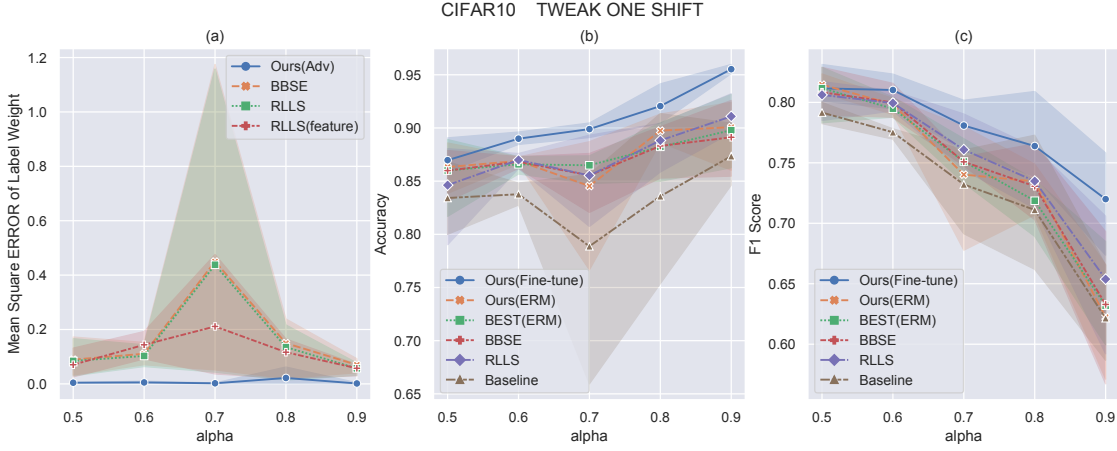 CIFAR10 TWEAK ONE SHIFT
(a)
Mean Square ERROR of Label Weight
1.2
1.0
0.8
0.6
0.4
0.2
0.0
Ours(Adv)
BBSE
RLLS
RLLS(feature)
0.5 0.6 0.7 0.8 0.9
alpha
(b)
Accuracy
0.95
0.90
0.85
0.80
0.75
0.70
0.65
Ours(Fine-tune)
Ours(ERM)
BEST(ERM)
BBSE
RLLS
Baseline
0.5 0.6 0.7 0.8 0.9
alpha
(c)
F1 Score
0.80
0.75
0.70
0.65
0.60
Ours(Fine-tune)
Ours(ERM)
BEST(ERM)
BBSE
RLLS
Baseline
0.5 0.6 0.7 0.8 0.9
alpha